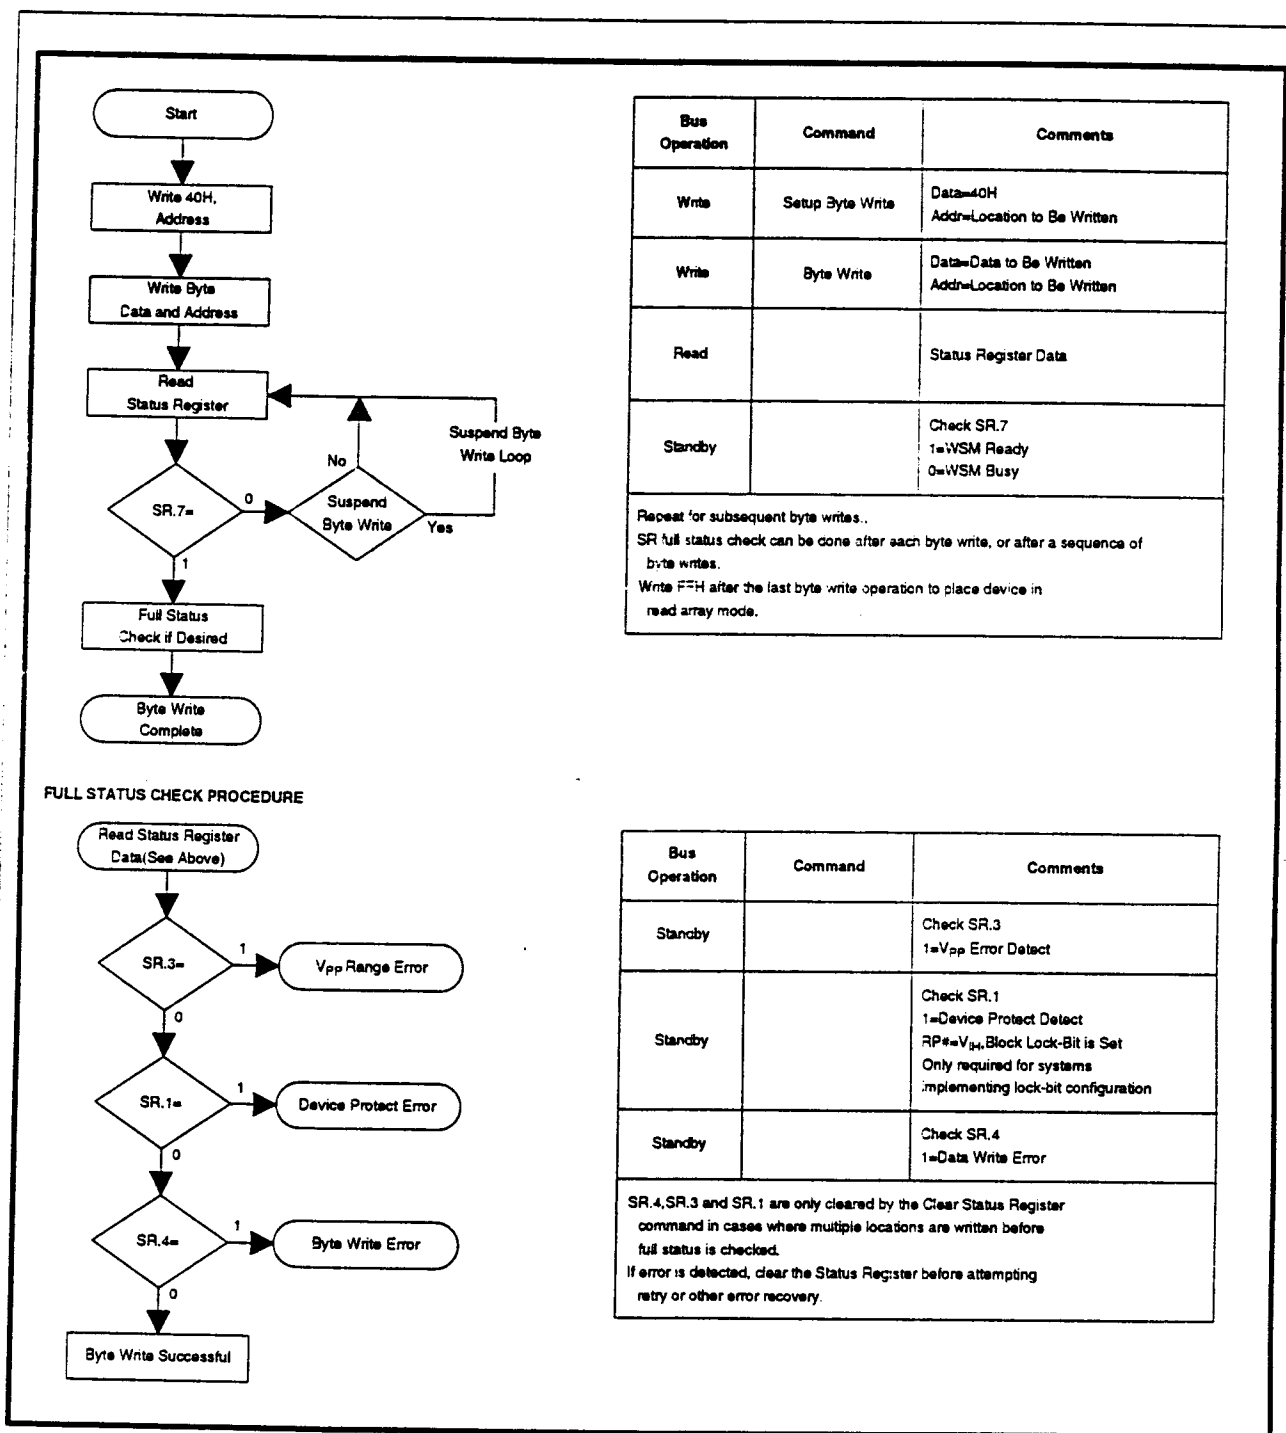 Start
Write 40H,
Address
Write Byte
Data and Address
Read
Status Register
Suspend Byte
Write Loop
No
SR.7=
0
Suspend
Byte Write
Yes
1
Full Status
Check if Desired
Byte Write
Complete
Bus
Operation
Command
Comments
Write
Setup Byte Write
Data=40H
Addr=Location to Be Written
Write
Byte Write
Data=Data to Be Written
Addr=Location to Be Written
Read
Status Register Data
Standby
Check SR.7
1=WSM Ready
0=WSM Busy
Repeat for subsequent byte writes.
SR full status check can be done after each byte write, or after a sequence of
byte writes.
Write FFH after the last byte write operation to place device in
read array mode.
FULL STATUS CHECK PROCEDURE
Read Status Register
Data(See Above)
SR.3=
1
VPP Range Error
0
SR.1=
1
Device Protect Error
0
SR.4=
1
Byte Write Error
0
Byte Write Successful
Bus
Operation
Command
Comments
Standby
Check SR.3
1=VPP Error Detect
Standby
Check SR.1
1=Device Protect Detect
RP#=VIH,Block Lock-Bit is Set
Only required for systems
implementing lock-bit configuration
Standby
Check SR.4
1=Data Write Error
SR.4,SR.3 and SR.1 are only cleared by the Clear Status Register
command in cases where multiple locations are written before
full status is checked.
If error is detected, clear the Status Register before attempting
retry or other error recovery.